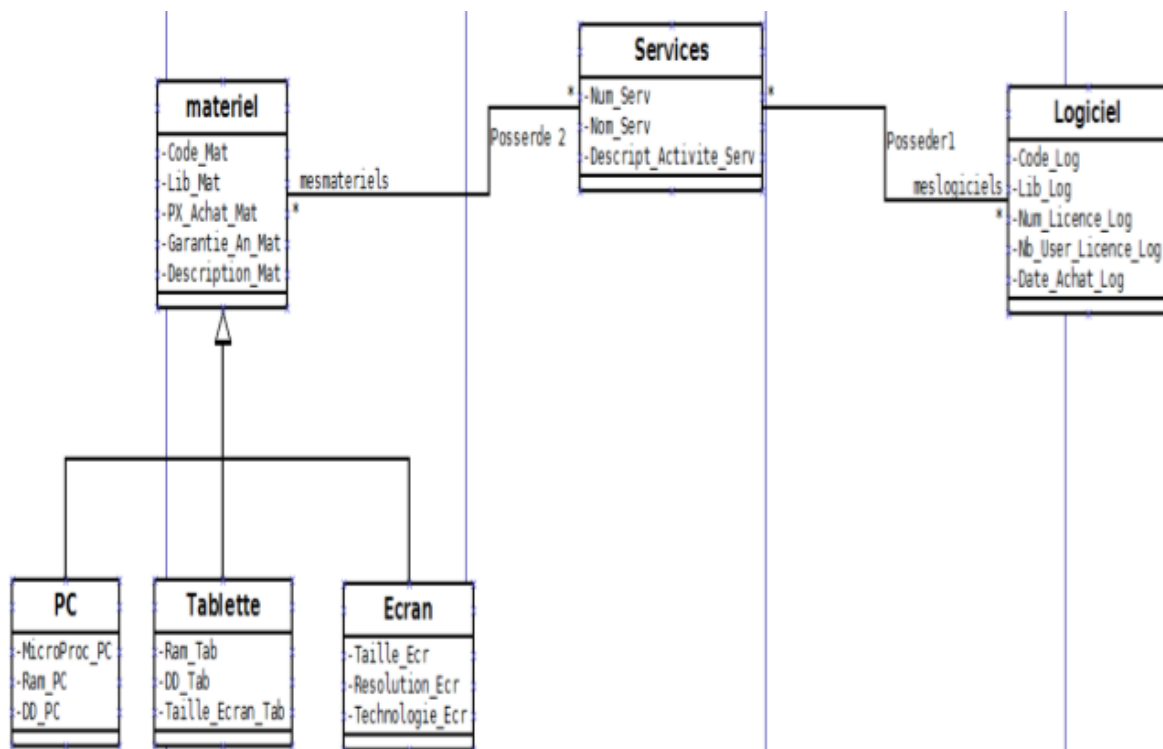 Services
-Num_Serv
-Nom_Serv
-Descript_Activite_Serv
*
*
materiel
-Code_Mat
-Lib_Mat
-PX_Achat_Mat
-Garantie_An_Mat
-Description_Mat
mesmateriels
*
Posserde 2
Posseder1
meslogiciels
*
Logiciel
-Code_Log
-Lib_Log
-Num_Licence_Log
-Nb_User_Licence_Log
-Date_Achat_Log
PC
-MicroProc_PC
-Ram_PC
-DD_PC
Tablette
-Ram_Tab
-DD_Tab
-Taille_Ecran_Tab
Ecran
-Taille_Ecr
-Resolution_Ecr
-Technologie_Ecr